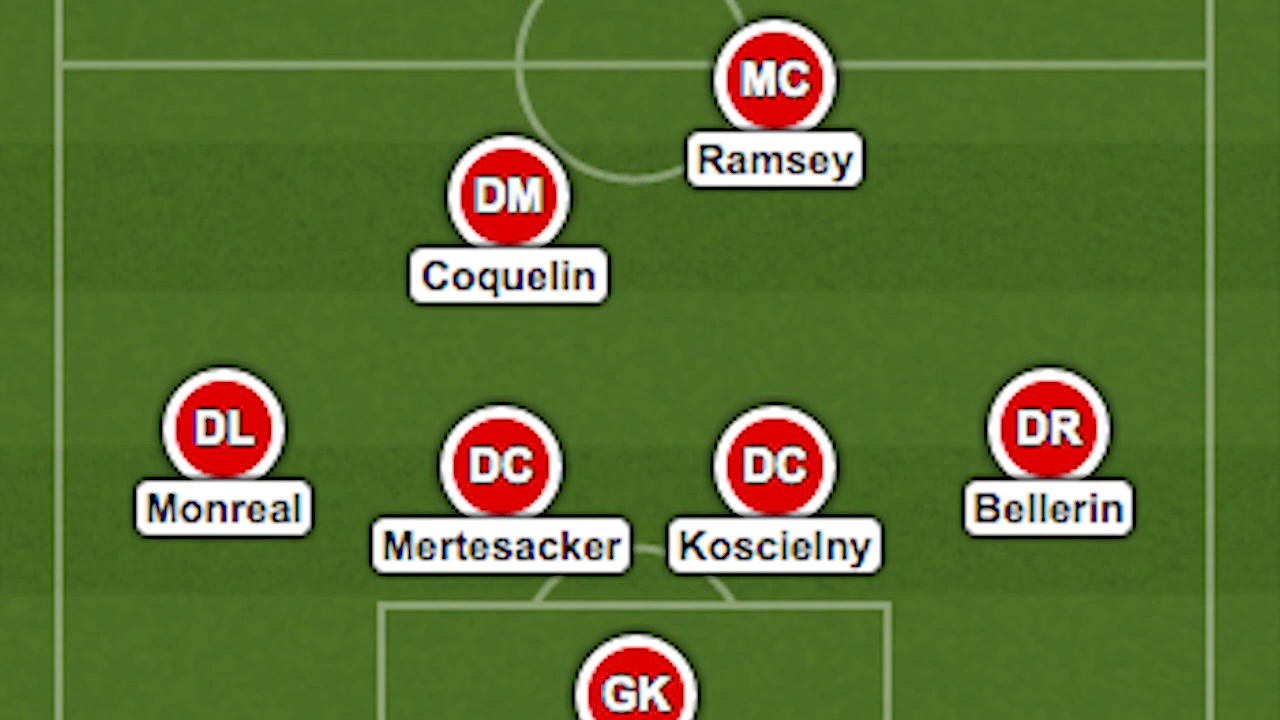 MC
Ramsey
DM
Coquelin
DL
Monreal
DC
Mertesacker
DC
Koscielny
DR
Bellerin
GK